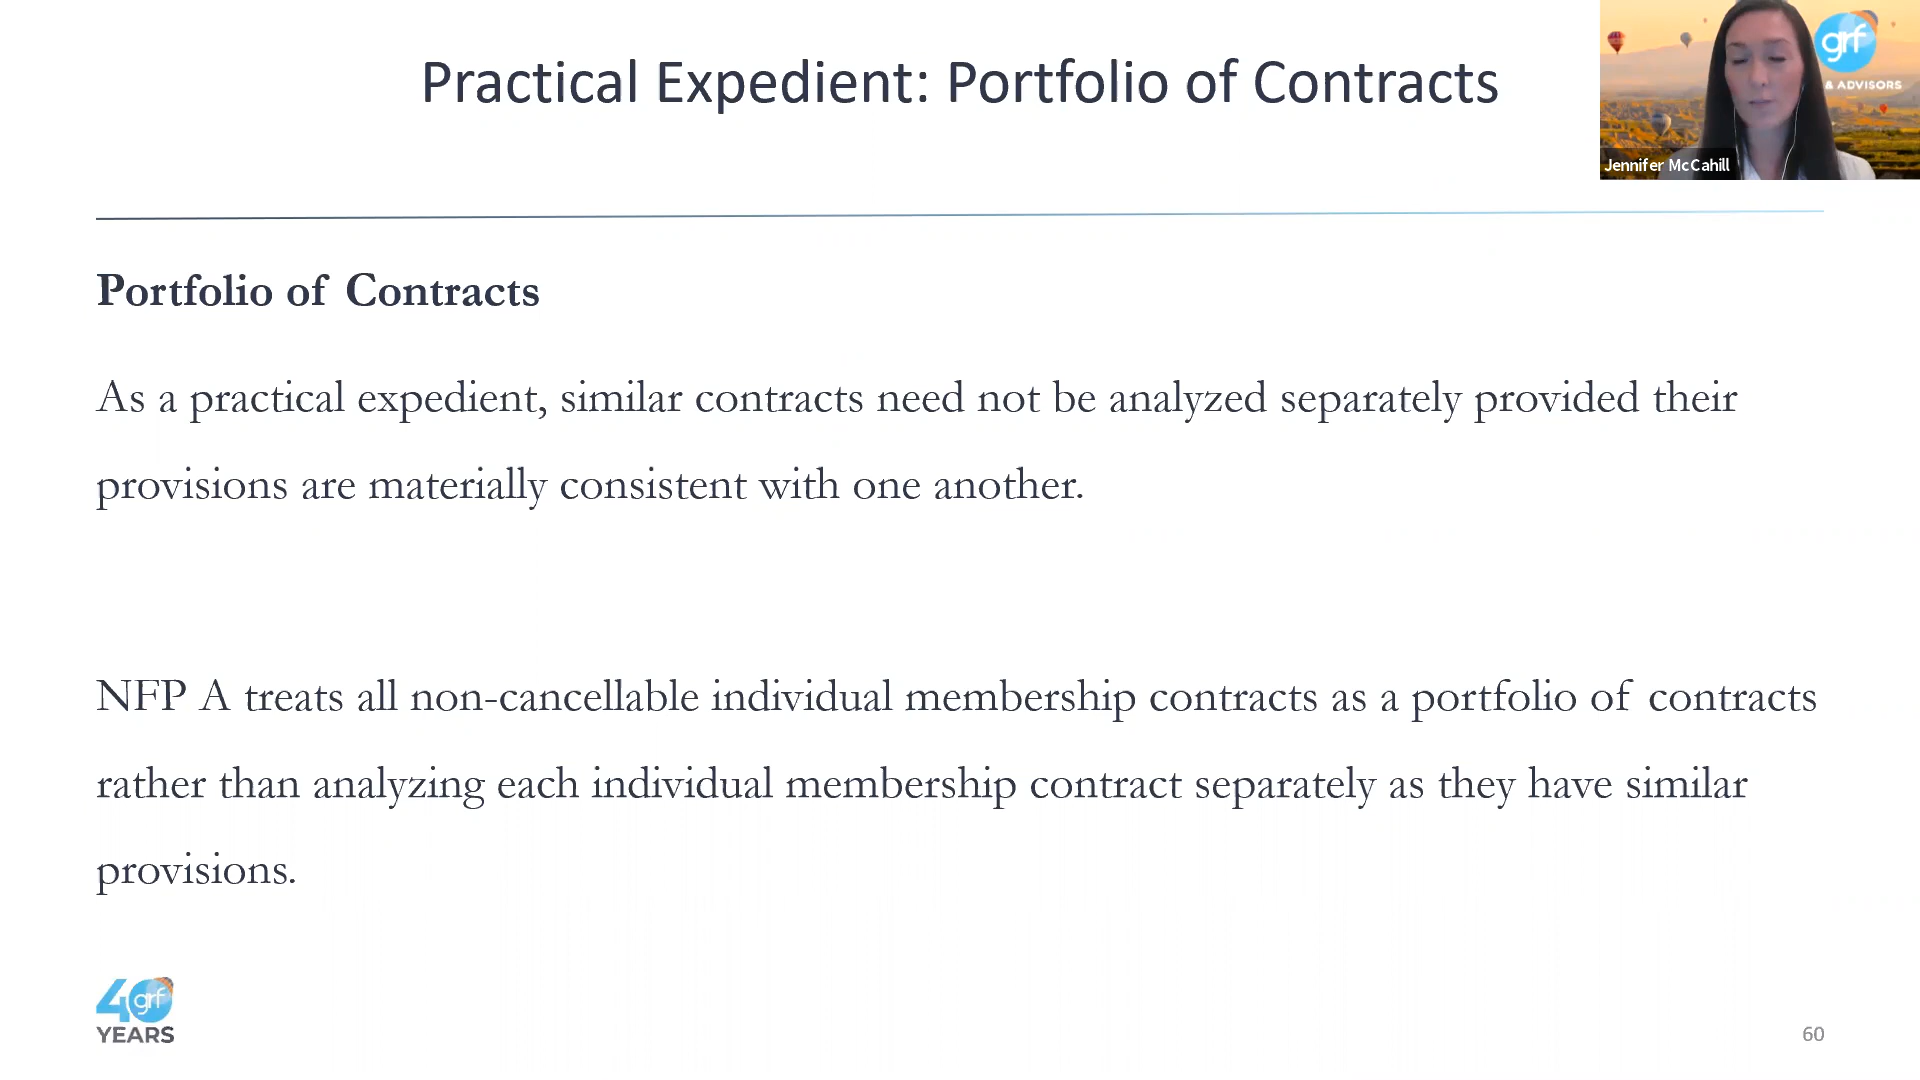 Practical Expedient: Portfolio of Contracts
grf
& ADVISORS
Jennifer McCahill
Portfolio of Contracts
As a practical expedient, similar contracts need not be analyzed separately provided their
provisions are materially consistent with one another.
NFP A treats all non-cancellable individual membership contracts as a portfolio of contracts
rather than analyzing each individual membership contract separately as they have similar
provisions.
40 grf
YEARS
60